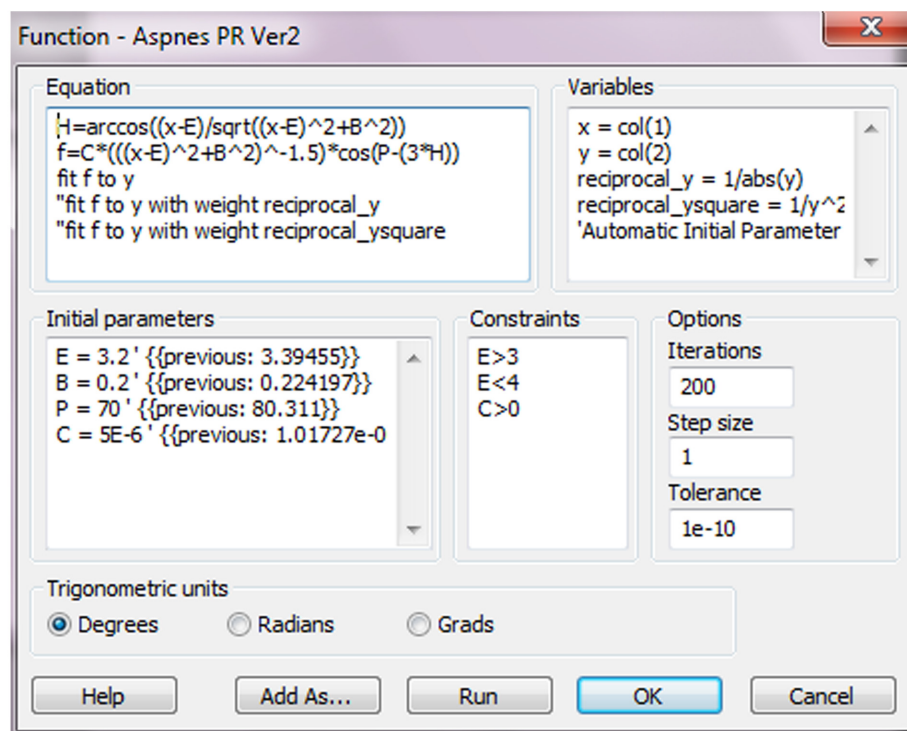 Function - Aspnes PR Ver2
Equation
H=arccos((x-E)/sqrt((x-E)^2+B^2))
f=C*(((x-E)^2+B^2)^-1.5)*cos(P-(3*H))
fit f to y
"fit f to y with weight reciprocal_y
"fit f to y with weight reciprocal_ysquare
Variables
x = col(1)
y = col(2)
reciprocal_y = 1/abs(y)
reciprocal_ysquare = 1/y^2
'Automatic Initial Parameter
Initial parameters
E = 3.2 ' {{previous: 3.39455}}
B = 0.2 ' {{previous: 0.224197}}
P = 70 ' {{previous: 80.311}}
C = 5E-6 ' {{previous: 1.01727e-0
Constraints
E>3
E<4
C>0
Options
Iterations
200
Step size
1
Tolerance
1e-10
Trigonometric units
Degrees Radians Grads
Help Add As... Run OK Cancel